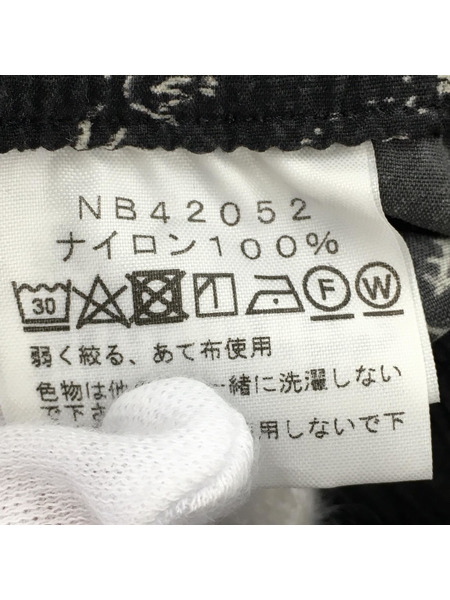 NB42052
ナイロン100%
30 F W
弱く絞る、あて布使用
色物は他の 一緒に洗濯しない
で下さ
用しないで下